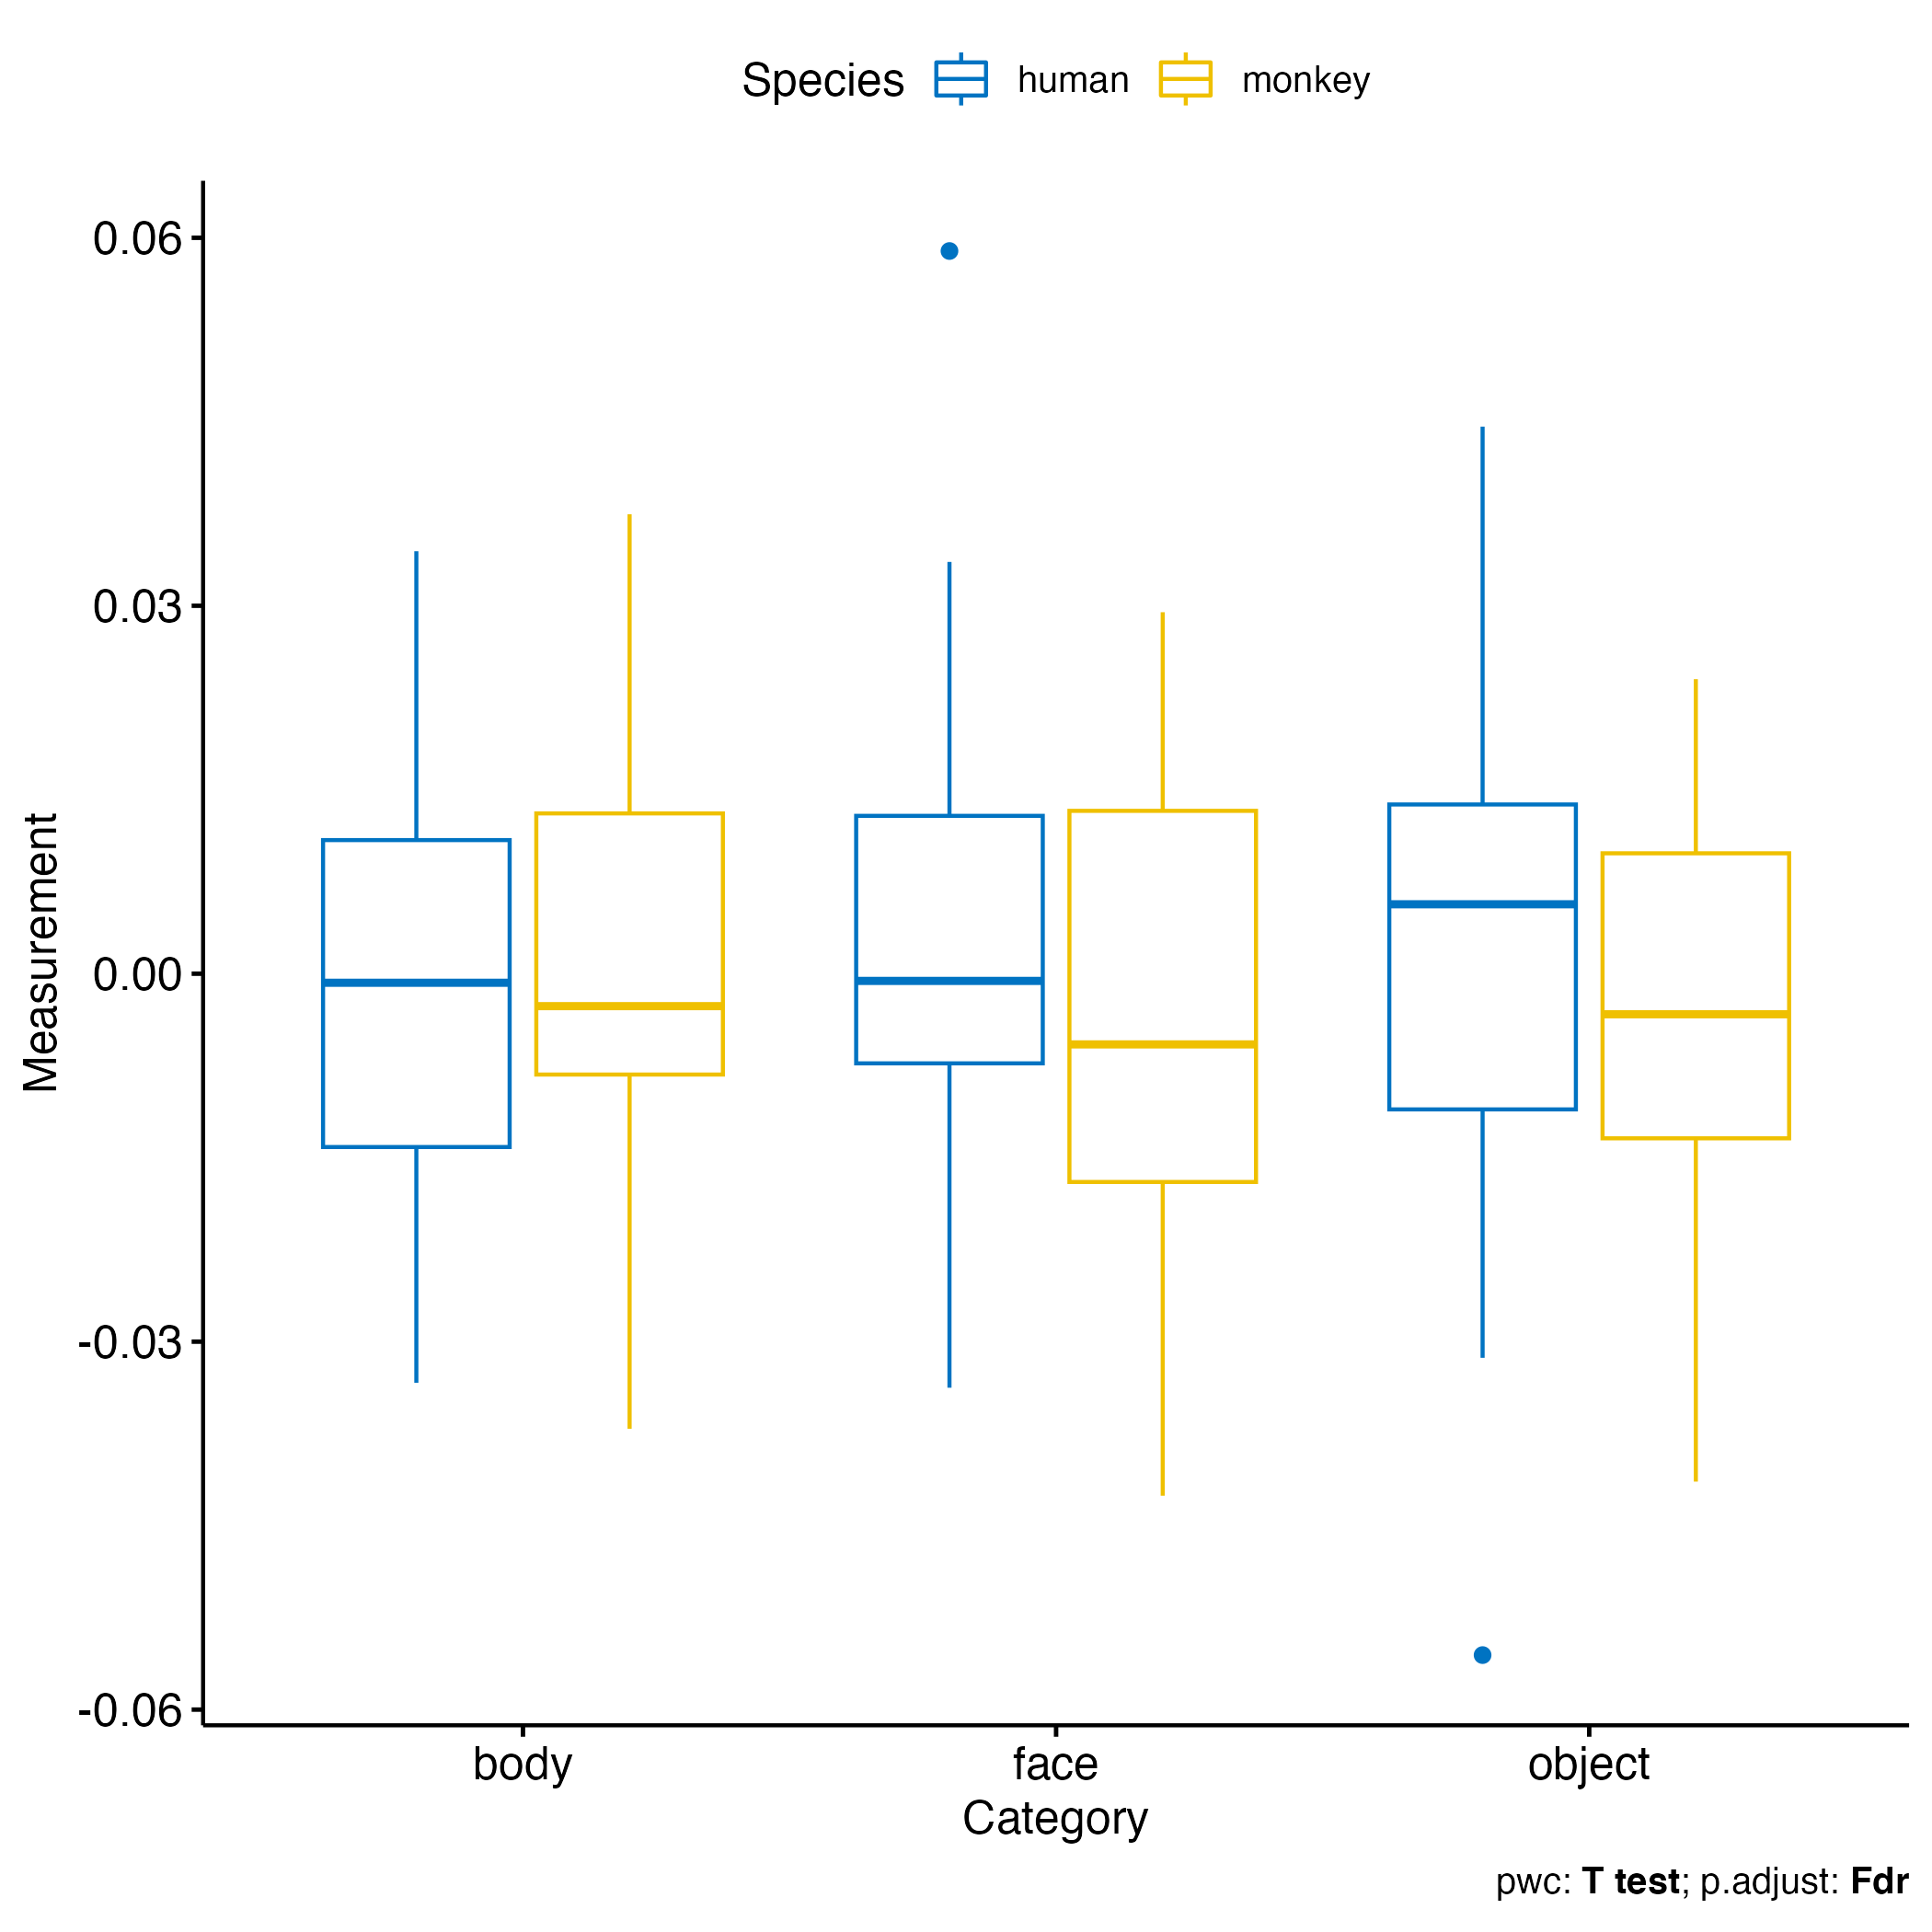 Species human monkey
0.06
0.03
0.00
-0.03
-0.06
Measurement
body face object
Category
pwc: T test; p.adjust: Fdr